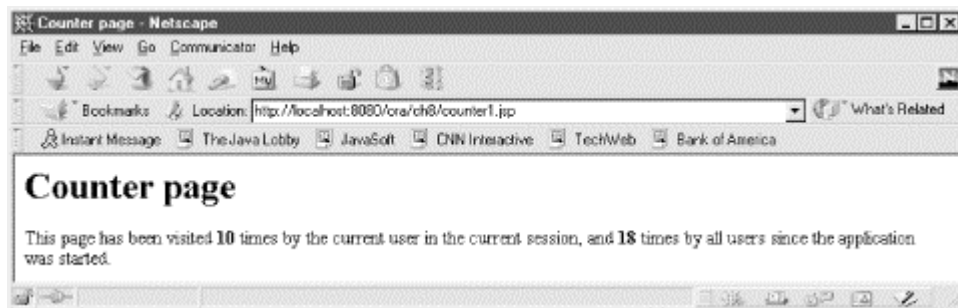 Counter page - Netscape
File Edit View Go Communicator Help
My
Bookmarks Location: http://localhost:8080/ora/ch8/counter1.jsp What's Related
Instant Message The Java Lobby JavaSoft CNN Interactive TechWeb Bank of America
Counter page
This page has been visited 10 times by the current user in the current session, and 18 times by all users since the application
was started.